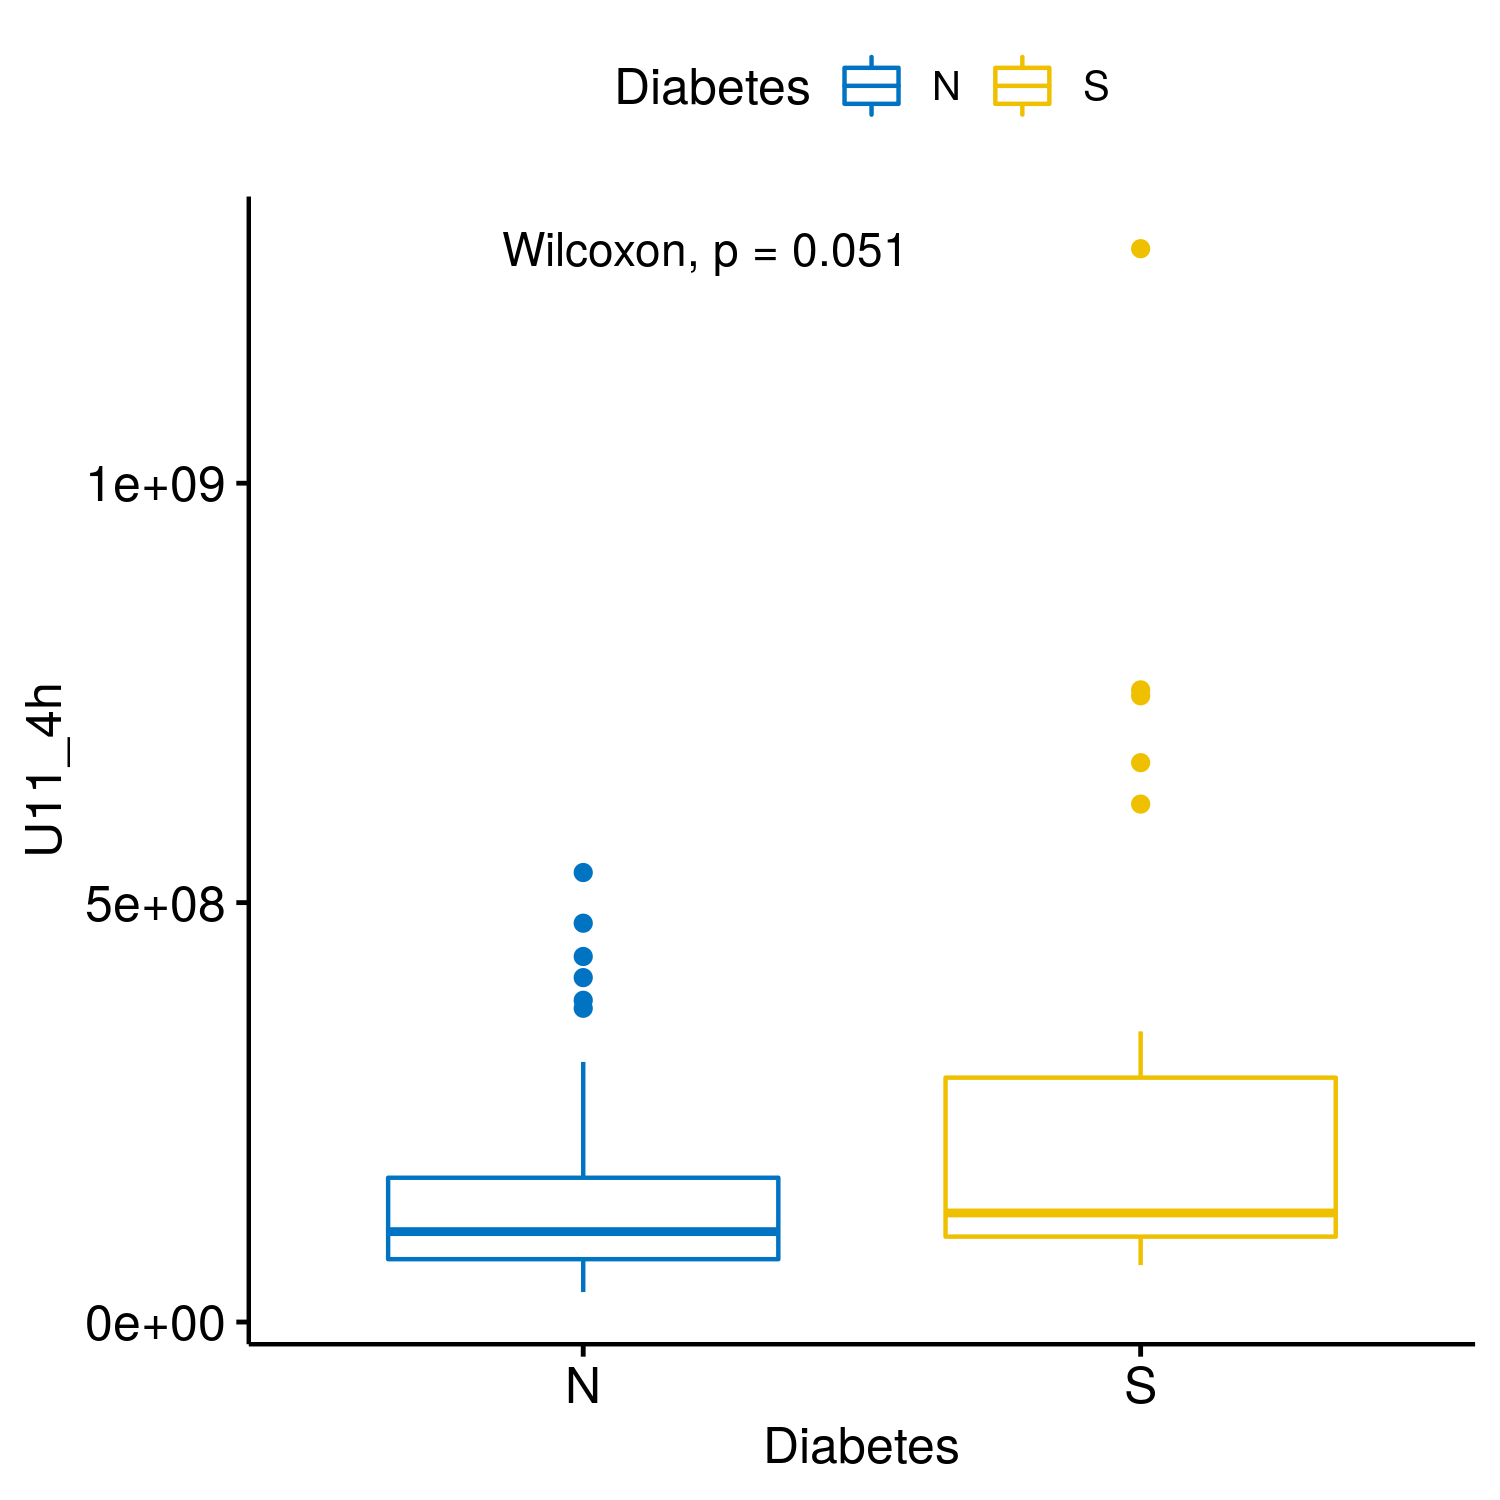 Diabetes N S
Wilcoxon, p = 0.051
1e+09
5e+08
0e+00
U11_4h
N S
Diabetes